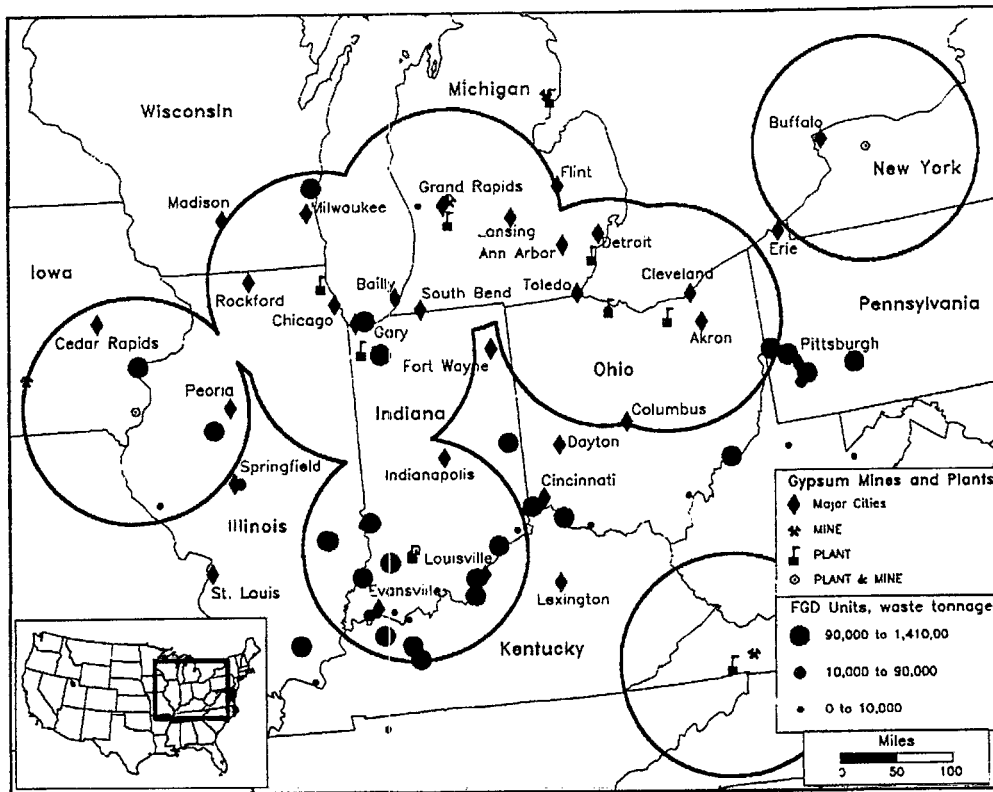 Michigan
Wisconsin
Buffalo
New York
Flint
Grand Rapids
Madison
Milwaukee
Lansing
Ann Arbor
Detroit
Erie
Iowa
Rockford
Bailly
South Bend
Toledo
Cleveland
Pennsylvania
Chicago
Gary
Cedar Rapids
Akron
Pittsburgh
Fort Wayne
Ohio
Peoria
Indiana
Columbus
Dayton
Indianapolis
Springfield
Cincinnati
Illinois
Louisville
St. Louis
Evansville
Lexington
Kentucky
Gypsum Mines and Plants
Major Cities
MINE
PLANT
PLANT & MINE
FGD Units, waste tonnage
90,000 to 1,410,00
10,000 to 90,000
0 to 10,000
Miles
0 50 100